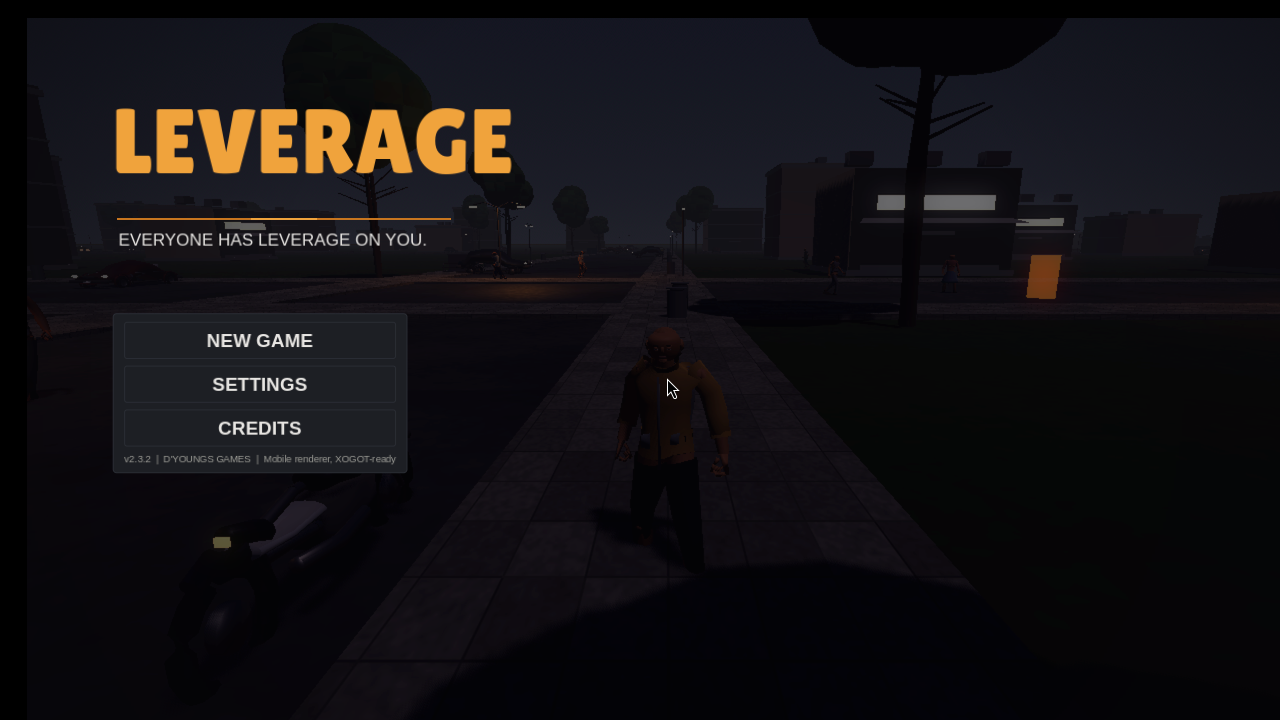 LEVERAGE
EVERYONE HAS LEVERAGE ON YOU.
NEW GAME
SETTINGS
CREDITS
v2.3.2 | D'YOUNGS GAMES | Mobile renderer, XOGOT-ready